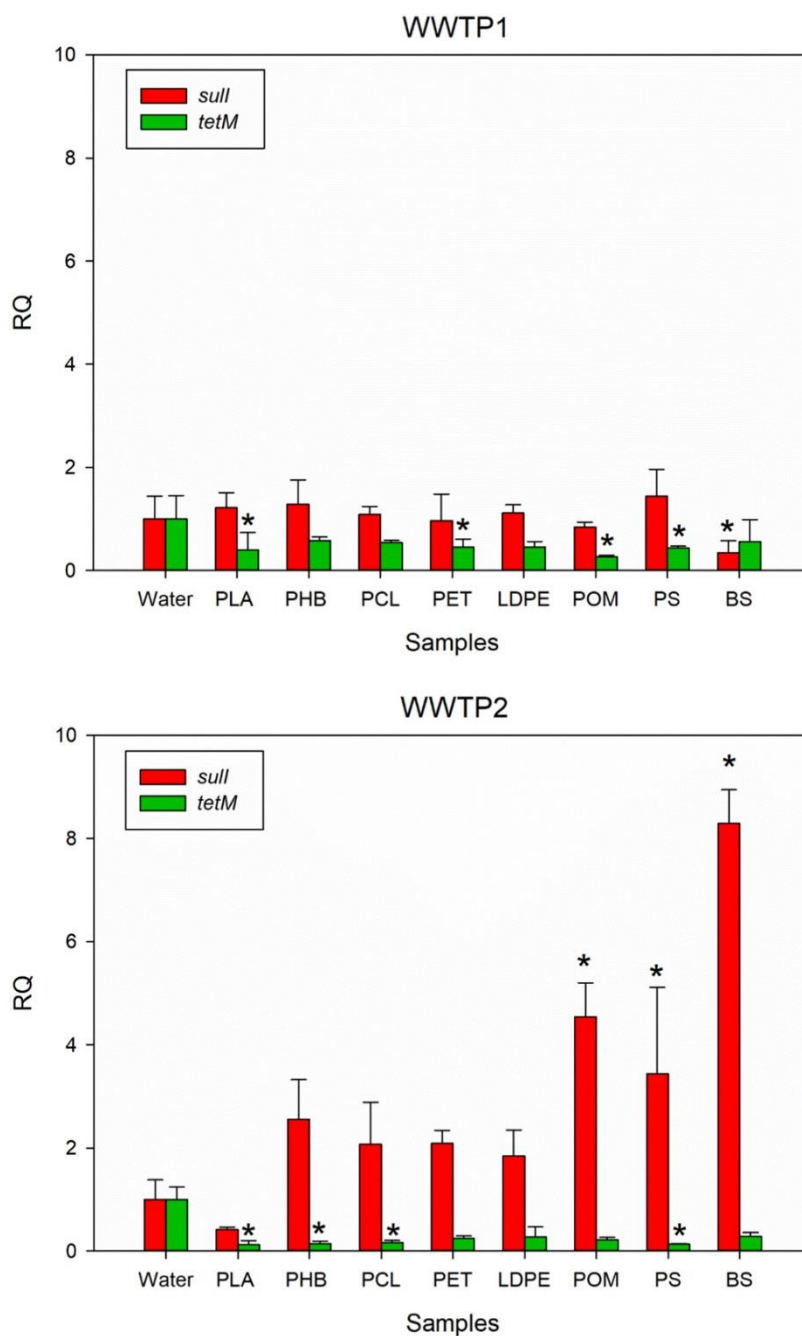 WWTP1
10
8
6
4
2
0
RQ
sulI
tetM
*
*
*
*
*
Water PLA PHB PCL PET LDPE POM PS BS
Samples
WWTP2
10
8
6
4
2
0
RQ
sulI
tetM
*
*
*
*
*
*
*
Water PLA PHB PCL PET LDPE POM PS BS
Samples